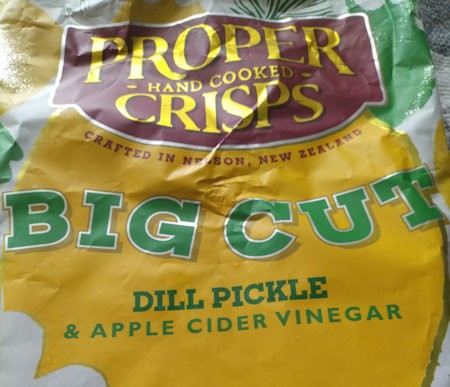 PROPER
HAND COOKED
CRISPS
CRAFTED IN NELSON, NEW ZEALAND
BIG CUT
DILL PICKLE
& APPLE CIDER VINEGAR